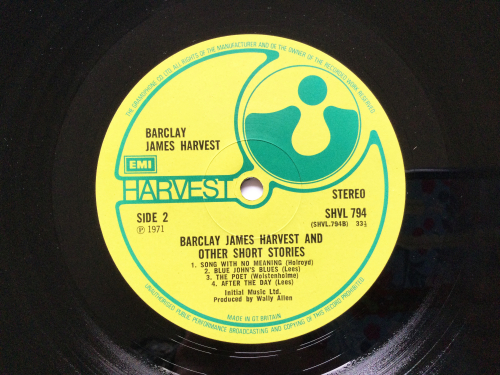 THE GRAMOPHONE CO LTD. ALL RIGHTS OF THE MANUFACTURER AND OF THE OWNER OF THE RECORDED WORK RESERVED
BARCLAY
JAMES HARVEST
EMI
HARVEST
STEREO
SIDE 2
SHVL 794
℗ 1971
(SHVL.794B) 33⅓
BARCLAY JAMES HARVEST AND
OTHER SHORT STORIES
1. SONG WITH NO MEANING (Holroyd)
2. BLUE JOHN'S BLUES (Lees)
3. THE POET (Wolstenholme)
4. AFTER THE DAY (Lees)
Initial Music Ltd.
Produced by Wally Allen
MADE IN GT BRITAIN
UNAUTHORISED PUBLIC PERFORMANCE BROADCASTING AND COPYING OF THIS RECORD PROHIBITED